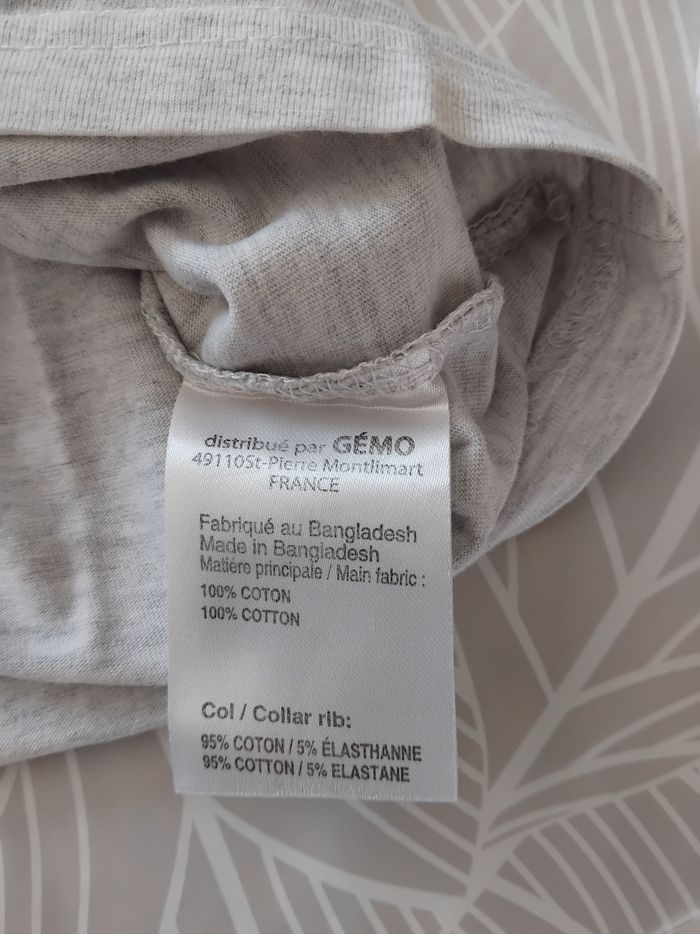 distribué par GÉMO
49110St-Pierre Montlimart
FRANCE
Fabriqué au Bangladesh
Made in Bangladesh
Matière principale / Main fabric :
100% COTON
100% COTTON
Col / Collar rib:
95% COTON / 5% ÉLASTHANNE
95% COTTON / 5% ELASTANE